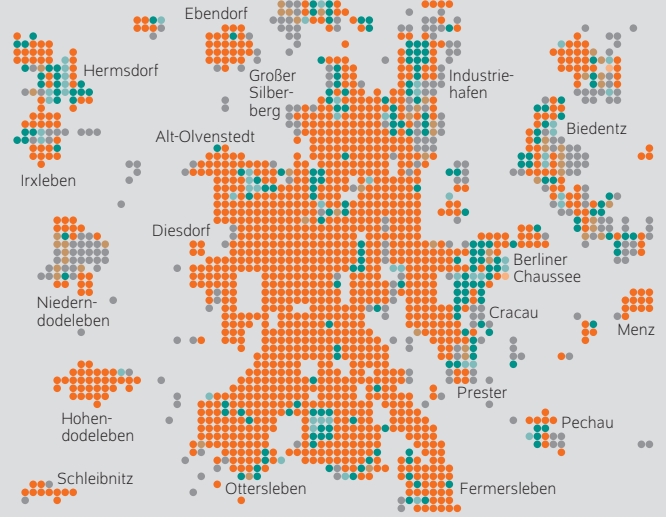 Ebendorf
Hermsdorf
Großer
Silber-
berg
Industrie-
hafen
Alt-Olvenstedt
Biedentz
Irxleben
Diesdorf
Berliner
Chaussee
Niedern-
dodeleben
Cracau
Menz
Prester
Hohen-
dodeleben
Pechau
Schleibnitz
Ottersleben
Fermersleben